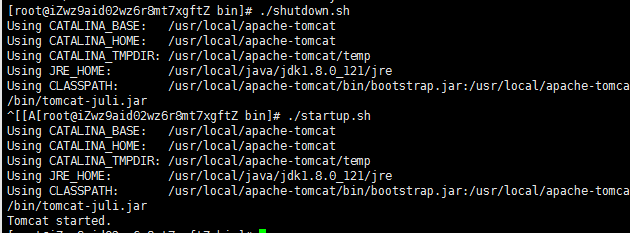 [root@iZwz9aid02wz6r8mt7xgftZ bin]# ./shutdown.sh
Using CATALINA_BASE:   /usr/local/apache-tomcat
Using CATALINA_HOME:   /usr/local/apache-tomcat
Using CATALINA_TMPDIR: /usr/local/apache-tomcat/temp
Using JRE_HOME:        /usr/local/java/jdk1.8.0_121/jre
Using CLASSPATH:       /usr/local/apache-tomcat/bin/bootstrap.jar:/usr/local/apache-tomca
/bin/tomcat-juli.jar
^[[A[root@iZwz9aid02wz6r8mt7xgftZ bin]# ./startup.sh
Using CATALINA_BASE:   /usr/local/apache-tomcat
Using CATALINA_HOME:   /usr/local/apache-tomcat
Using CATALINA_TMPDIR: /usr/local/apache-tomcat/temp
Using JRE_HOME:        /usr/local/java/jdk1.8.0_121/jre
Using CLASSPATH:       /usr/local/apache-tomcat/bin/bootstrap.jar:/usr/local/apache-tomca
/bin/tomcat-juli.jar
Tomcat started.
[root@iZwz9aid02wz6r8mt7xgftZ bin]#